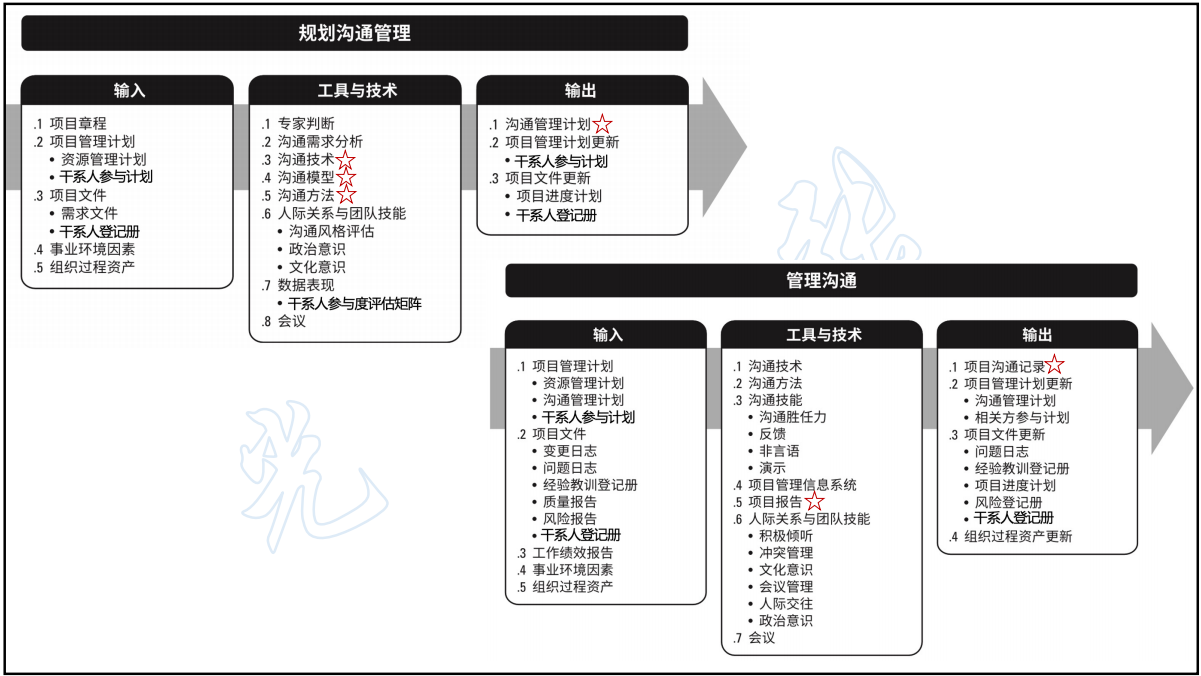 规划沟通管理
输入
.1 项目章程
.2 项目管理计划
• 资源管理计划
• 干系人参与计划
.3 项目文件
• 需求文件
• 干系人登记册
.4 事业环境因素
.5 组织过程资产
工具与技术
.1 专家判断
.2 沟通需求分析
.3 沟通技术
.4 沟通模型
.5 沟通方法
.6 人际关系与团队技能
• 沟通风格评估
• 政治意识
• 文化意识
.7 数据表现
• 干系人参与度评估矩阵
.8 会议
输出
.1 沟通管理计划
.2 项目管理计划更新
• 干系人参与计划
.3 项目文件更新
• 项目进度计划
• 干系人登记册
管理沟通
输入
.1 项目管理计划
• 资源管理计划
• 沟通管理计划
• 干系人参与计划
.2 项目文件
• 变更日志
• 问题日志
• 经验教训登记册
• 质量报告
• 风险报告
• 干系人登记册
.3 工作绩效报告
.4 事业环境因素
.5 组织过程资产
工具与技术
.1 沟通技术
.2 沟通方法
.3 沟通技能
• 沟通胜任力
• 反馈
• 非言语
• 演示
.4 项目管理信息系统
.5 项目报告
.6 人际关系与团队技能
• 积极倾听
• 冲突管理
• 文化意识
• 会议管理
• 人际交往
• 政治意识
.7 会议
输出
.1 项目沟通记录
.2 项目管理计划更新
• 沟通管理计划
• 相关方参与计划
.3 项目文件更新
• 问题日志
• 经验教训登记册
• 项目进度计划
• 风险登记册
• 干系人登记册
.4 组织过程资产更新